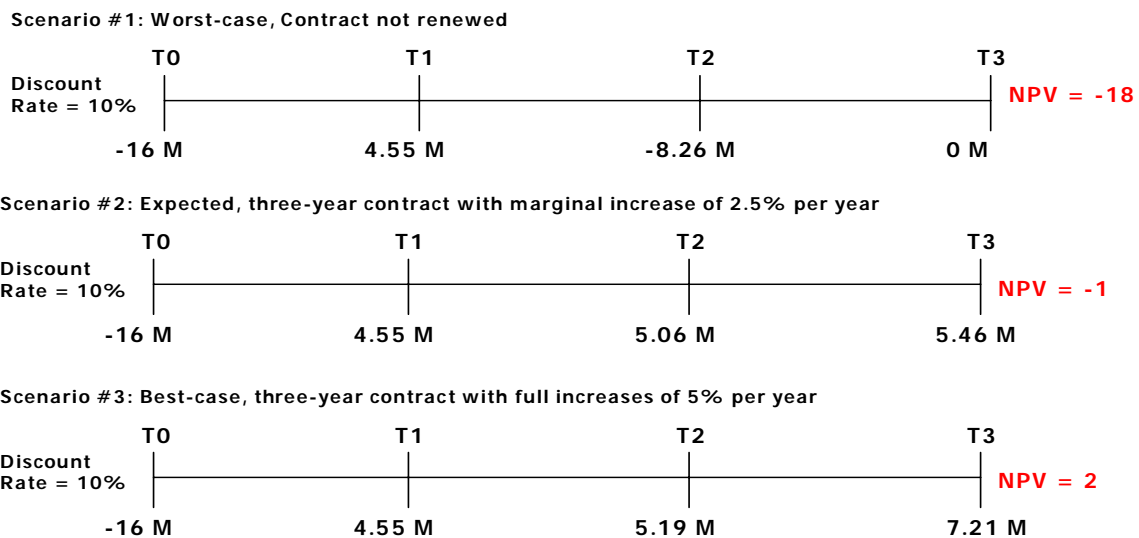 Scenario #1: Worst-case, Contract not renewed
T0 T1 T2 T3
Discount
Rate = 10%
NPV = -18
-16 M 4.55 M -8.26 M 0 M
Scenario #2: Expected, three-year contract with marginal increase of 2.5% per year
T0 T1 T2 T3
Discount
Rate = 10%
NPV = -1
-16 M 4.55 M 5.06 M 5.46 M
Scenario #3: Best-case, three-year contract with full increases of 5% per year
T0 T1 T2 T3
Discount
Rate = 10%
NPV = 2
-16 M 4.55 M 5.19 M 7.21 M